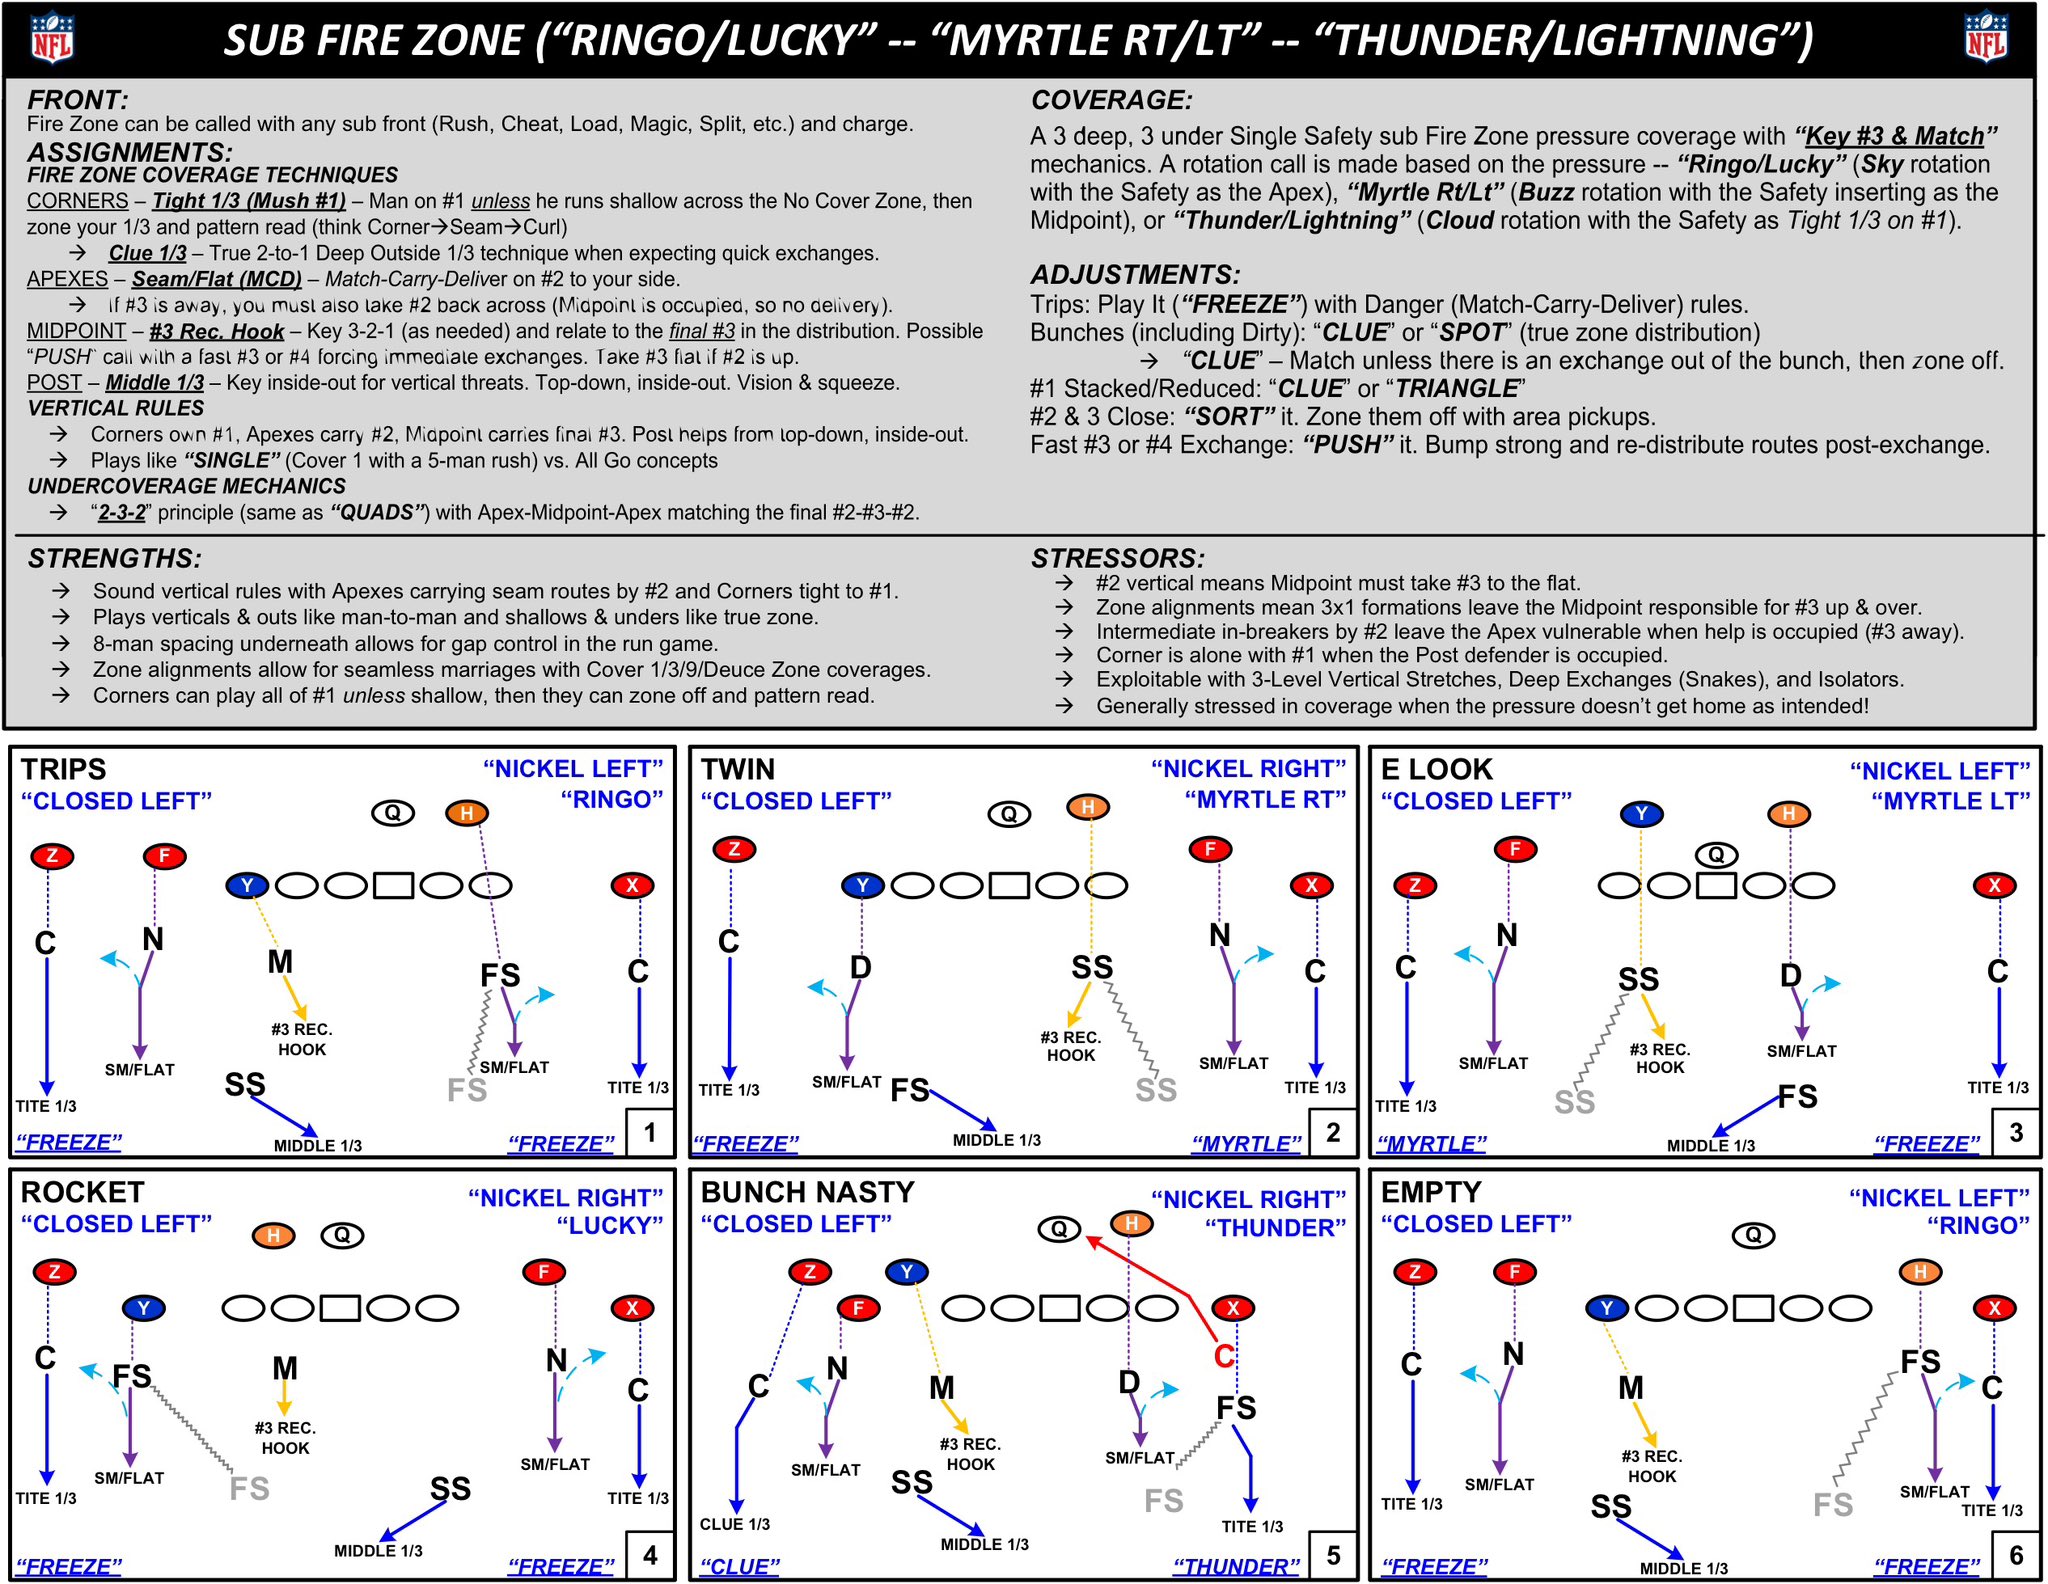 SUB FIRE ZONE (“RINGO/LUCKY” -- “MYRTLE RT/LT” -- “THUNDER/LIGHTNING”)
NFL
NFL
FRONT:
Fire Zone can be called with any sub front (Rush, Cheat, Load, Magic, Split, etc.) and charge.
ASSIGNMENTS:
FIRE ZONE COVERAGE TECHNIQUES
CORNERS – Tight 1/3 (Mush #1) – Man on #1 unless he runs shallow across the No Cover Zone, then
zone your 1/3 and pattern read (think Corner→Seam→Curl)
→ Clue 1/3 – True 2-to-1 Deep Outside 1/3 technique when expecting quick exchanges.
APEXES – Seam/Flat (MCD) – Match-Carry-Deliver on #2 to your side.
→ If #3 is away, you must also take #2 back across (Midpoint is occupied, so no delivery).
MIDPOINT – #3 Rec. Hook – Key 3-2-1 (as needed) and relate to the final #3 in the distribution. Possible
“PUSH” call with a fast #3 or #4 forcing immediate exchanges. Take #3 flat if #2 is up.
POST – Middle 1/3 – Key inside-out for vertical threats. Top-down, inside-out. Vision & squeeze.
VERTICAL RULES
→ Corners own #1, Apexes carry #2, Midpoint carries final #3. Post helps from top-down, inside-out.
→ Plays like “SINGLE” (Cover 1 with a 5-man rush) vs. All Go concepts
UNDERCOVERAGE MECHANICS
→ “2-3-2” principle (same as “QUADS”) with Apex-Midpoint-Apex matching the final #2-#3-#2.
COVERAGE:
A 3 deep, 3 under Single Safety sub Fire Zone pressure coverage with “Key #3 & Match”
mechanics. A rotation call is made based on the pressure -- “Ringo/Lucky” (Sky rotation
with the Safety as the Apex), “Myrtle Rt/Lt” (Buzz rotation with the Safety inserting as the
Midpoint), or “Thunder/Lightning” (Cloud rotation with the Safety as Tight 1/3 on #1).
ADJUSTMENTS:
Trips: Play It (“FREEZE”) with Danger (Match-Carry-Deliver) rules.
Bunches (including Dirty): “CLUE” or “SPOT” (true zone distribution)
→ “CLUE” – Match unless there is an exchange out of the bunch, then zone off.
#1 Stacked/Reduced: “CLUE” or “TRIANGLE”
#2 & 3 Close: “SORT” it. Zone them off with area pickups.
Fast #3 or #4 Exchange: “PUSH” it. Bump strong and re-distribute routes post-exchange.
STRENGTHS:
→ Sound vertical rules with Apexes carrying seam routes by #2 and Corners tight to #1.
→ Plays verticals & outs like man-to-man and shallows & unders like true zone.
→ 8-man spacing underneath allows for gap control in the run game.
→ Zone alignments allow for seamless marriages with Cover 1/3/9/Deuce Zone coverages.
→ Corners can play all of #1 unless shallow, then they can zone off and pattern read.
STRESSORS:
→ #2 vertical means Midpoint must take #3 to the flat.
→ Zone alignments mean 3x1 formations leave the Midpoint responsible for #3 up & over.
→ Intermediate in-breakers by #2 leave the Apex vulnerable when help is occupied (#3 away).
→ Corner is alone with #1 when the Post defender is occupied.
→ Exploitable with 3-Level Vertical Stretches, Deep Exchanges (Snakes), and Isolators.
→ Generally stressed in coverage when the pressure doesn’t get home as intended!
TRIPS
“NICKEL LEFT”
“CLOSED LEFT”
“RINGO”
Q H
Z F
Y X
C N M FS C
#3 REC.
HOOK
SM/FLAT
SM/FLAT
SS FS
TITE 1/3
TITE 1/3
MIDDLE 1/3
“FREEZE”
“FREEZE”
1
TWIN
“NICKEL RIGHT”
“CLOSED LEFT”
“MYRTLE RT”
Q H
Z F
Y X
C D SS N C
#3 REC.
HOOK
SM/FLAT
SM/FLAT
FS SS
TITE 1/3
TITE 1/3
MIDDLE 1/3
“FREEZE”
“MYRTLE”
2
E LOOK
“NICKEL LEFT”
“CLOSED LEFT”
“MYRTLE LT”
Y H
F Q
Z X
C N SS D C
#3 REC.
HOOK
SM/FLAT
SM/FLAT
SS FS
TITE 1/3
TITE 1/3
MIDDLE 1/3
“MYRTLE”
“FREEZE”
3
ROCKET
“NICKEL RIGHT”
“CLOSED LEFT”
“LUCKY”
H Q
Z F
Y X
C FS M N C
#3 REC.
HOOK
SM/FLAT
SM/FLAT
FS SS
TITE 1/3
TITE 1/3
MIDDLE 1/3
“FREEZE”
“FREEZE”
4
BUNCH NASTY
“NICKEL RIGHT”
“CLOSED LEFT”
“THUNDER”
Q H
Z Y
F X
C
C N M D FS
#3 REC.
HOOK
SM/FLAT
SM/FLAT
SS FS
CLUE 1/3
TITE 1/3
MIDDLE 1/3
“CLUE”
“THUNDER”
5
EMPTY
“NICKEL LEFT”
“CLOSED LEFT”
“RINGO”
Q
Z F H
Y X
C N M FS C
#3 REC.
HOOK
SM/FLAT
SM/FLAT
SS FS
TITE 1/3
TITE 1/3
MIDDLE 1/3
“FREEZE”
“FREEZE”
6